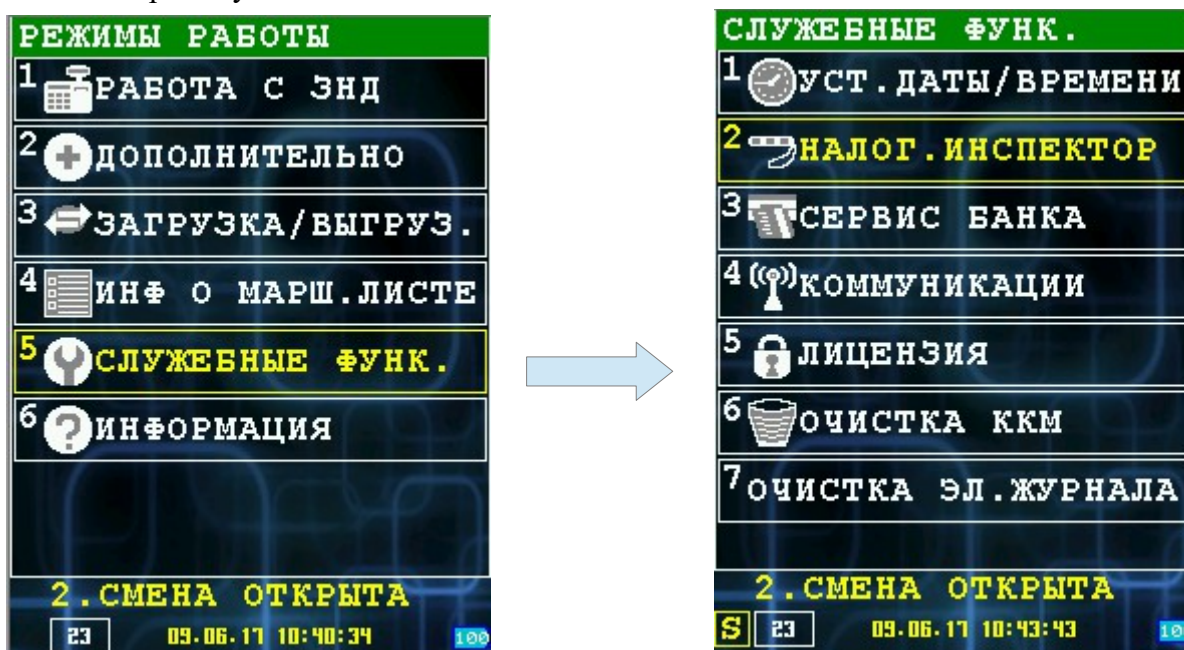 РЕЖИМЫ РАБОТЫ
1 РАБОТА С ЗНД
2 ДОПОЛНИТЕЛЬНО
3 ЗАГРУЗКА/ВЫГРУЗ.
4 ИНФ О МАРШ.ЛИСТЕ
5 СЛУЖЕБНЫЕ ФУНК.
6 ИНФОРМАЦИЯ
2.СМЕНА ОТКРЫТА
23 09.06.17 10:40:34 100
СЛУЖЕБНЫЕ ФУНК.
1 УСТ.ДАТЫ/ВРЕМЕНИ
2 НАЛОГ.ИНСПЕКТОР
3 СЕРВИС БАНКА
4 КОММУНИКАЦИИ
5 ЛИЦЕНЗИЯ
6 ОЧИСТКА ККМ
7 ОЧИСТКА ЭЛ.ЖУРНАЛА
2.СМЕНА ОТКРЫТА
S 23 09.06.17 10:43:43